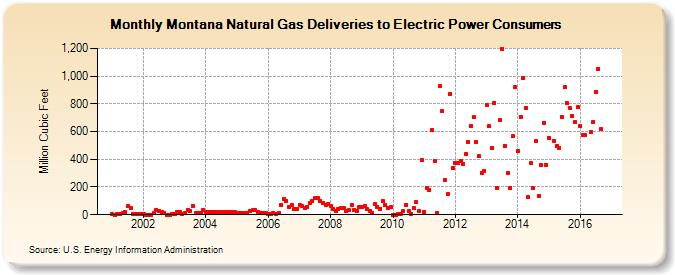 Monthly Montana Natural Gas Deliveries to Electric Power Consumers
Million Cubic Feet
1,200
1,000
800
600
400
200
0
2002 2004 2006 2008 2010 2012 2014 2016
Source: U.S. Energy Information Administration